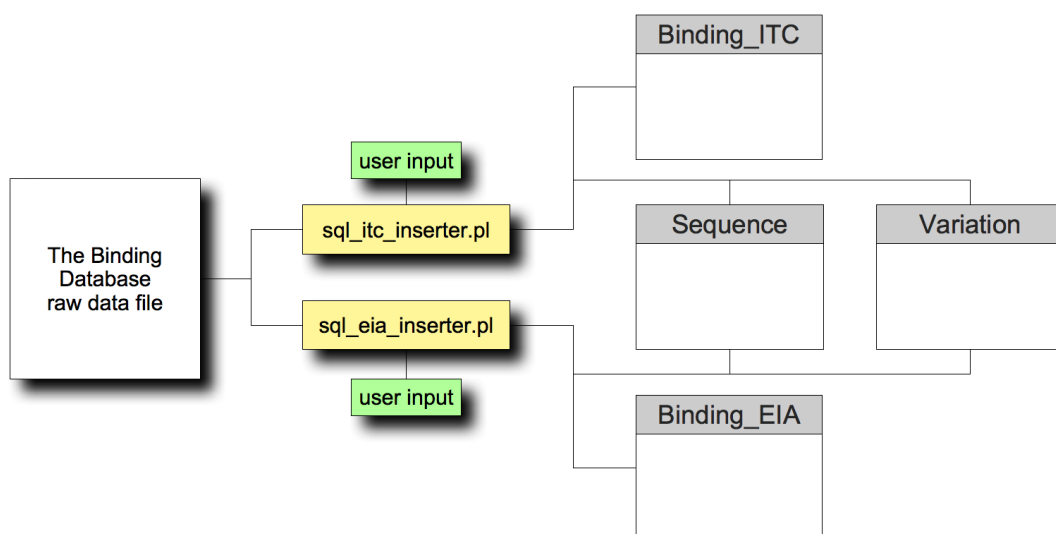 The Binding
Database
raw data file
user input
sql_itc_inserter.pl
sql_eia_inserter.pl
user input
Binding_ITC
Sequence
Variation
Binding_EIA